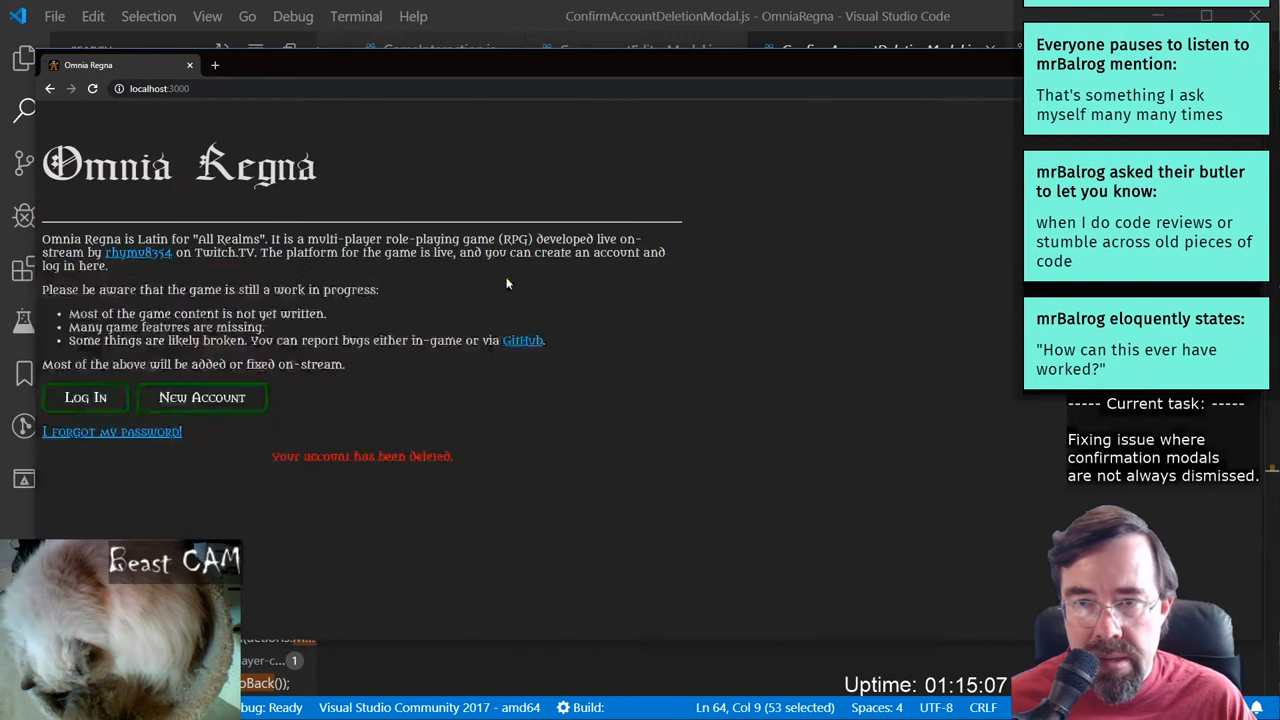 File Edit Selection View Go Debug Terminal Help
ConfirmAccountDeletionModal.js - OmniaRegna - Visual Studio Code
SEARCH
Omnia Regna
localhost:3000
Omnia Regna
Omnia Regna is Latin for "All Realms". It is a multi-player role-playing game (RPG) developed live on-
stream by rhymu8354 on Twitch.TV. The platform for the game is live, and you can create an account and
log in here.
Please be aware that the game is still a work in progress:
• Most of the game content is not yet written.
• Many game features are missing.
• Some things are likely broken. You can report bugs either in-game or via GitHub.
Most of the above will be added or fixed on-stream.
Log In New Account
I forgot my password!
Your account has been deleted.
Everyone pauses to listen to
mrBalrog mention:
That's something I ask
myself many many times
mrBalrog asked their butler
to let you know:
when I do code reviews or
stumble across old pieces of
code
mrBalrog eloquently states:
"How can this ever have
worked?"
----- Current task: -----
Fixing issue where
confirmation modals
are not always dismissed.
Beast CAM
ayer-c... 1
oBack());
Uptime: 01:15:07
bug: Ready Visual Studio Community 2017 - amd64 Build: Ln 64, Col 9 (53 selected) Spaces: 4 UTF-8 CRLF